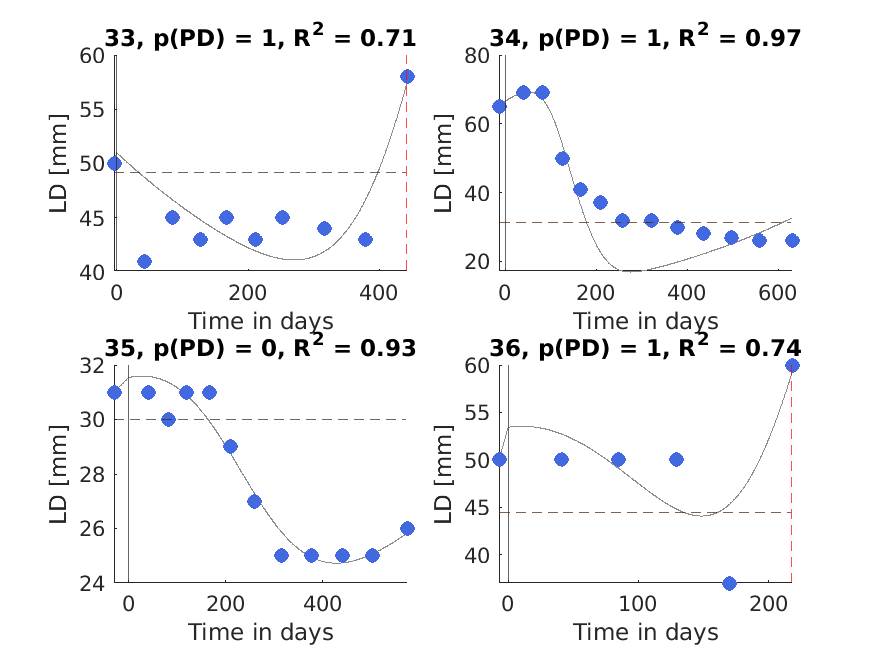 33, p(PD) = 1, R² = 0.71
60
55
50
45
40
LD [mm]
0
200
400
Time in days
34, p(PD) = 1, R² = 0.97
80
60
40
20
LD [mm]
0
200
400
600
Time in days
35, p(PD) = 0, R² = 0.93
32
30
28
26
24
LD [mm]
0
200
400
Time in days
36, p(PD) = 1, R² = 0.74
60
55
50
45
40
LD [mm]
0
100
200
Time in days